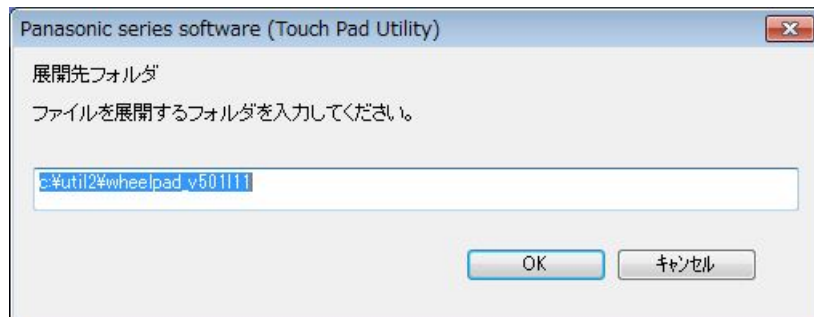 Panasonic series software (Touch Pad Utility)
展開先フォルダ
ファイルを展開するフォルダを入力してください。
c:¥util2¥wheelpad_v501l11
OK
キャンセル